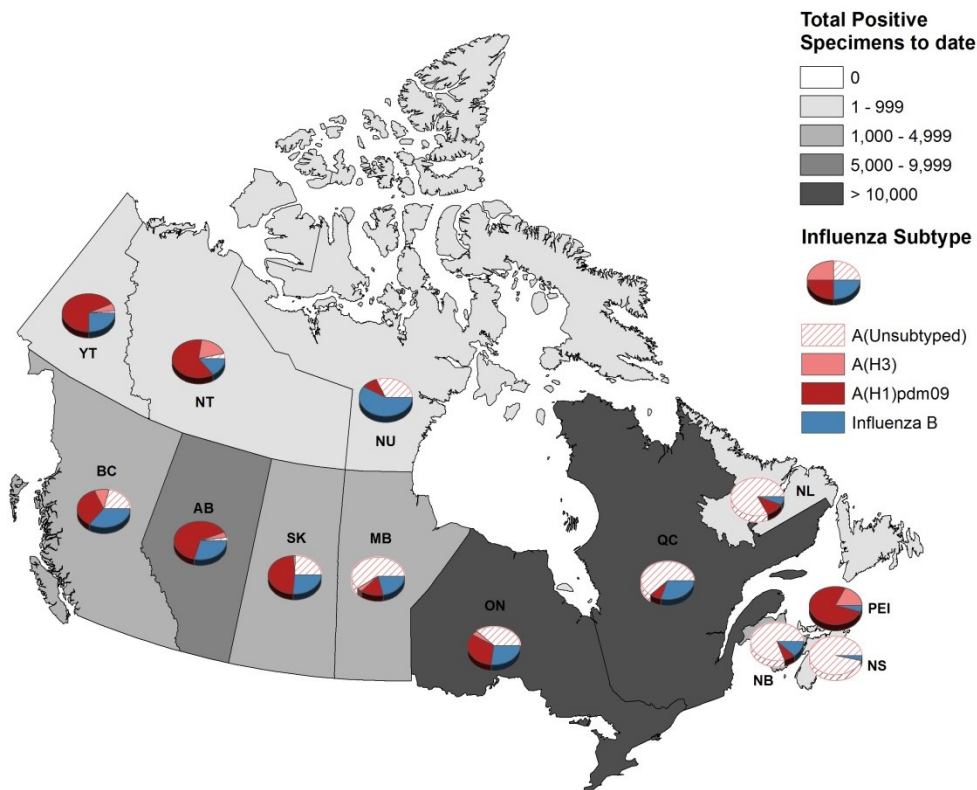 Total Positive
Specimens to date
0
1 - 999
1,000 - 4,999
5,000 - 9,999
> 10,000
Influenza Subtype
A(Unsubtyped)
A(H3)
A(H1)pdm09
Influenza B
YT
NT
NU
BC
AB
SK
MB
ON
QC
NL
PEI
NB
NS